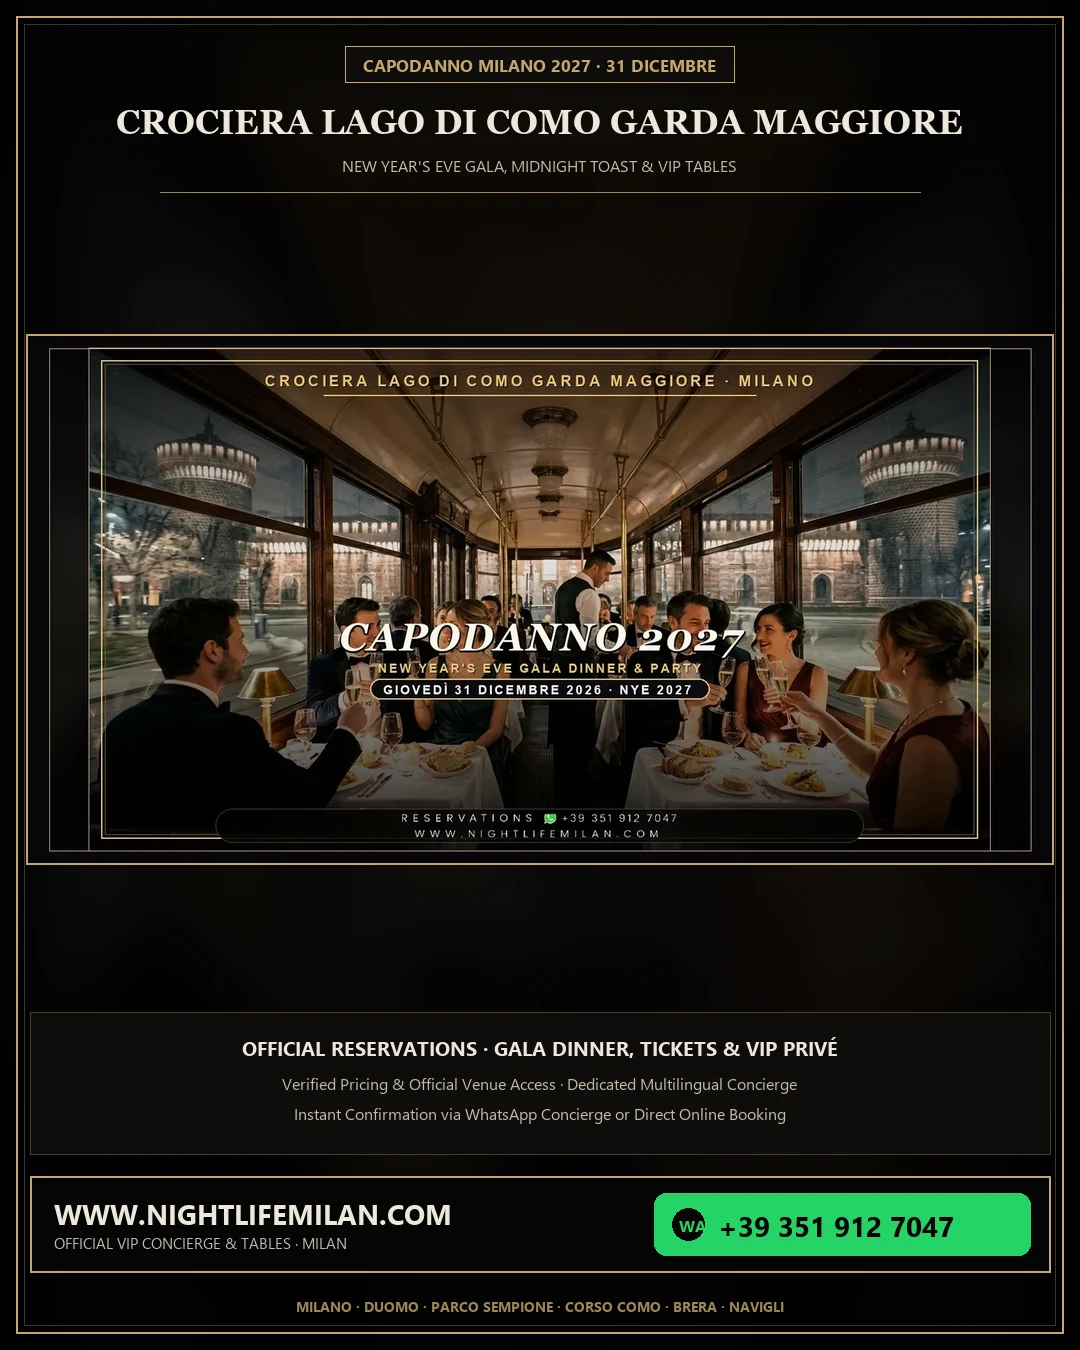 CAPODANNO MILANO 2027 · 31 DICEMBRE
CROCIERA LAGO DI COMO GARDA MAGGIORE
NEW YEAR'S EVE GALA, MIDNIGHT TOAST & VIP TABLES
CROCIERA LAGO DI COMO GARDA MAGGIORE · MILANO
CAPODANNO 2027
NEW YEAR'S EVE GALA DINNER & PARTY
GIOVEDÌ 31 DICEMBRE 2026 · NYE 2027
RESERVATIONS +39 351 912 7047
WWW.NIGHTLIFEMILAN.COM
OFFICIAL RESERVATIONS · GALA DINNER, TICKETS & VIP PRIVÉ
Verified Pricing & Official Venue Access · Dedicated Multilingual Concierge
Instant Confirmation via WhatsApp Concierge or Direct Online Booking
WWW.NIGHTLIFEMILAN.COM
OFFICIAL VIP CONCIERGE & TABLES · MILAN
WA +39 351 912 7047
MILANO · DUOMO · PARCO SEMPIONE · CORSO COMO · BRERA · NAVIGLI